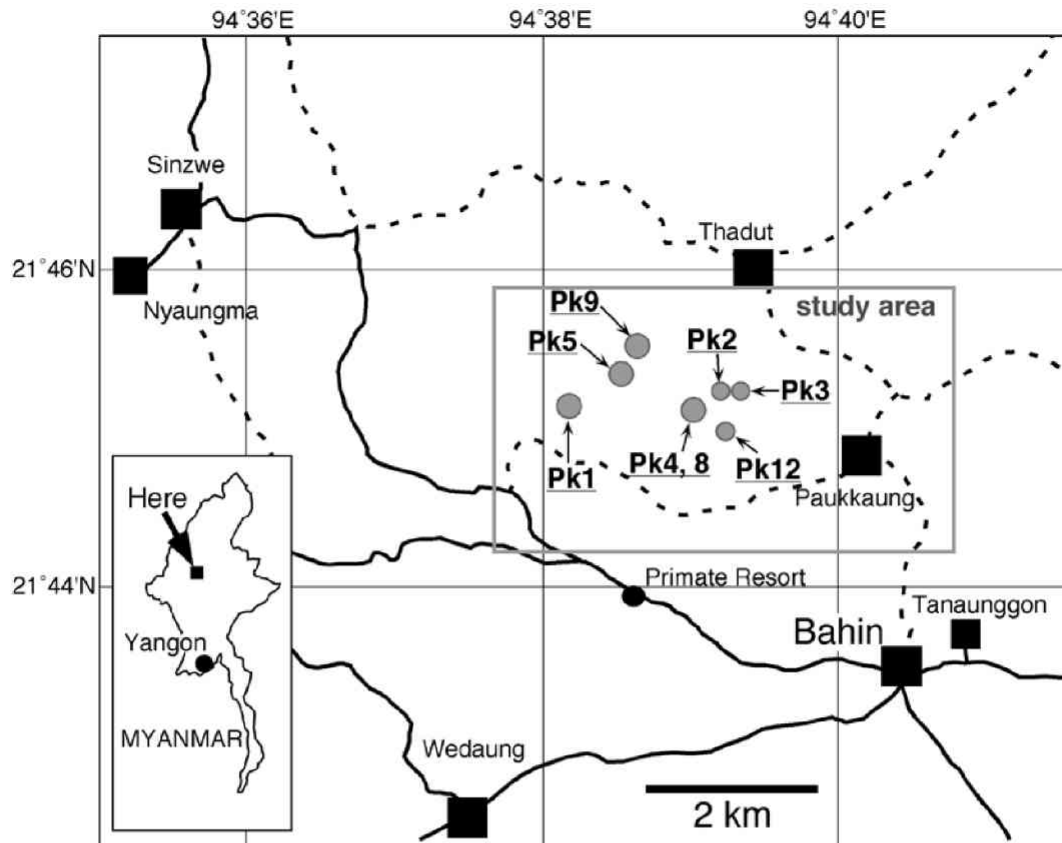 94˚36'E
94˚38'E
94˚40'E
Sinzwe
Thadut
21˚46'N
Nyaungma
Pk9
study area
Pk5
Pk2
Pk3
Pk1
Pk4, 8
Pk12
Paukkaung
Here
21˚44'N
Primate Resort
Tanaunggon
Bahin
Yangon
MYANMAR
Wedaung
2 km